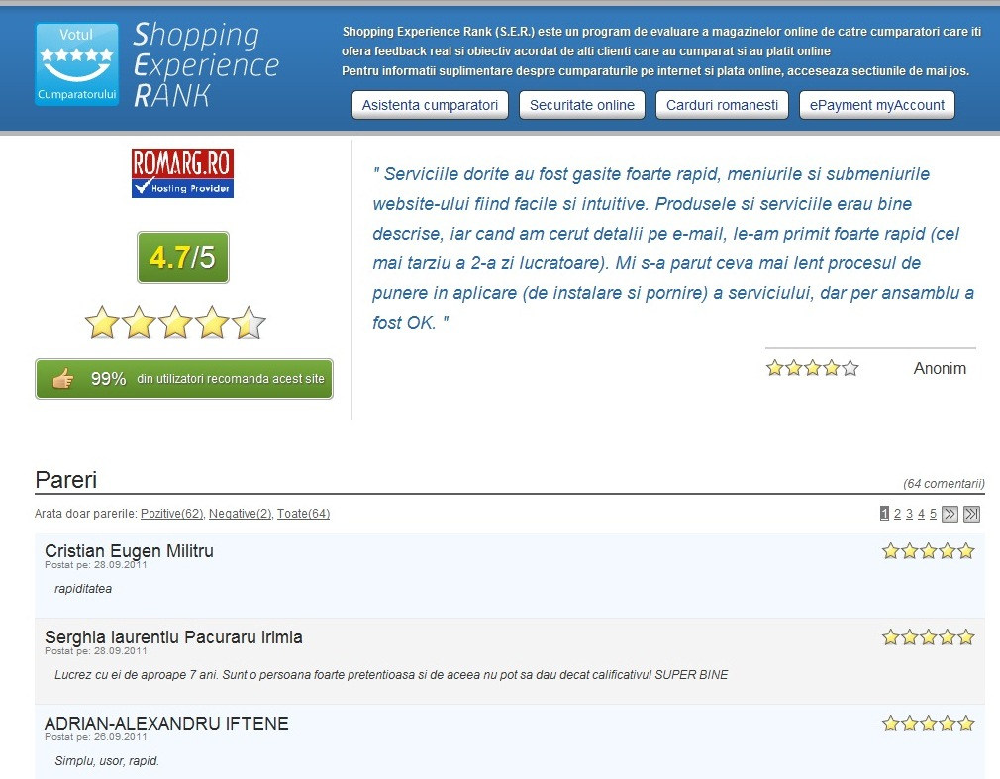 Votul
Cumparatorului
Shopping
Experience
RANK
Shopping Experience Rank (S.E.R.) este un program de evaluare a magazinelor online de catre cumparatori care iti
ofera feedback real si obiectiv acordat de alti clienti care au cumparat si au platit online
Pentru informatii suplimentare despre cumparaturile pe internet si plata online, acceseaza sectiunile de mai jos.
Asistenta cumparatori
Securitate online
Carduri romanesti
ePayment myAccount
ROMARG.RO
Hosting Provider
4.7/5
99% din utilizatori recomanda acest site
" Serviciile dorite au fost gasite foarte rapid, meniurile si submeniurile
website-ului fiind facile si intuitive. Produsele si serviciile erau bine
descrise, iar cand am cerut detalii pe e-mail, le-am primit foarte rapid (cel
mai tarziu a 2-a zi lucratoare). Mi s-a parut ceva mai lent procesul de
punere in aplicare (de instalare si pornire) a serviciului, dar per ansamblu a
fost OK. "
Anonim
Pareri
(64 comentarii)
Arata doar parerile: Pozitive(62), Negative(2), Toate(64)
1 2 3 4 5
Cristian Eugen Militru
Postat pe: 28.09.2011
rapiditatea
Serghia laurentiu Pacuraru Irimia
Postat pe: 28.09.2011
Lucrez cu ei de aproape 7 ani. Sunt o persoana foarte pretentioasa si de aceea nu pot sa dau decat calificativul SUPER BINE
ADRIAN-ALEXANDRU IFTENE
Postat pe: 26.09.2011
Simplu, usor, rapid.